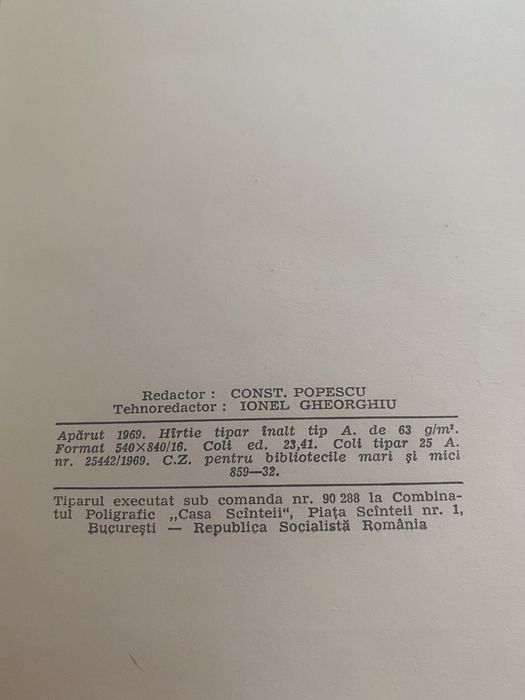 Redactor : CONST. POPESCU
Tehnoredactor : IONEL GHEORGHIU
Apărut 1969. Hîrtie tipar înalt tip A. de 63 g/m².
Format 540×840/16. Coli ed. 23,41. Coli tipar 25 A.
nr. 25442/1969. C.Z. pentru bibliotecile mari și mici
859—32.
Tiparul executat sub comanda nr. 90 288 la Combina-
tul Poligrafic „Casa Scînteii“, Piața Scînteii nr. 1,
București — Republica Socialistă România